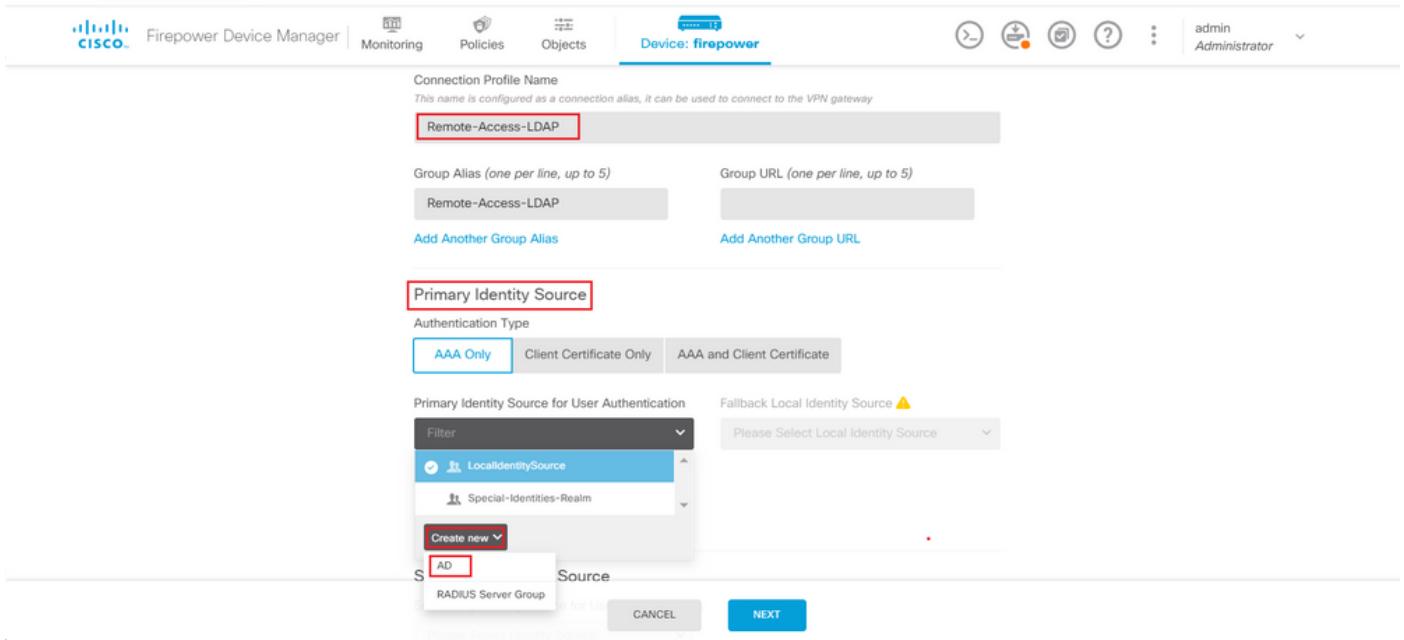 CISCO
Firepower Device Manager
Monitoring
Policies
Objects
Device: firepower
admin
Administrator
Connection Profile Name
This name is configured as a connection alias, it can be used to connect to the VPN gateway
Remote-Access-LDAP
Group Alias (one per line, up to 5)
Group URL (one per line, up to 5)
Remote-Access-LDAP
Add Another Group Alias
Add Another Group URL
Primary Identity Source
Authentication Type
AAA Only
Client Certificate Only
AAA and Client Certificate
Primary Identity Source for User Authentication
Fallback Local Identity Source
Filter
Please Select Local Identity Source
LocalIdentitySource
Special-Identities-Realm
Create new
AD
Source
RADIUS Server Group
CANCEL
NEXT